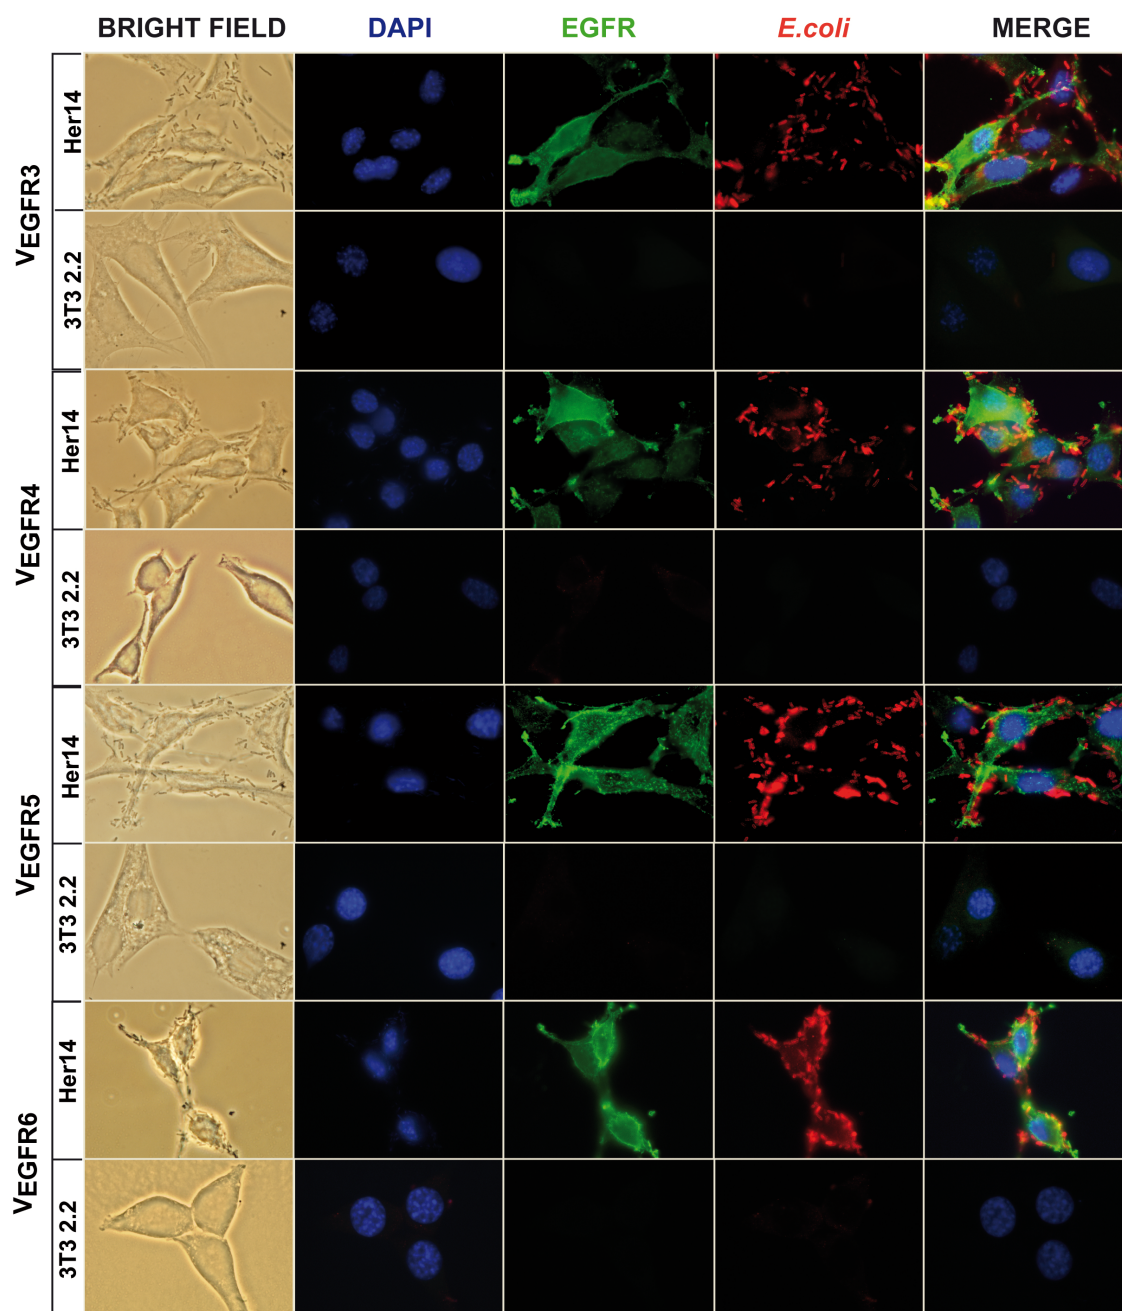 BRIGHT FIELD DAPI EGFR E.coli MERGE
VEGFR3
Her14
3T3 2.2
VEGFR4
Her14
3T3 2.2
VEGFR5
Her14
3T3 2.2
VEGFR6
Her14
3T3 2.2